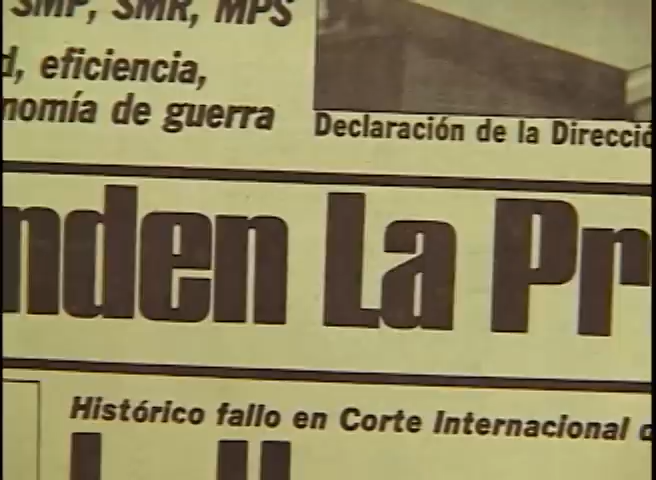 SMP, SMR, MPS
d, eficiencia,
nomía de guerra
Declaración de la Direcció
nden La Pr
Histórico fallo en Corte Internacional d